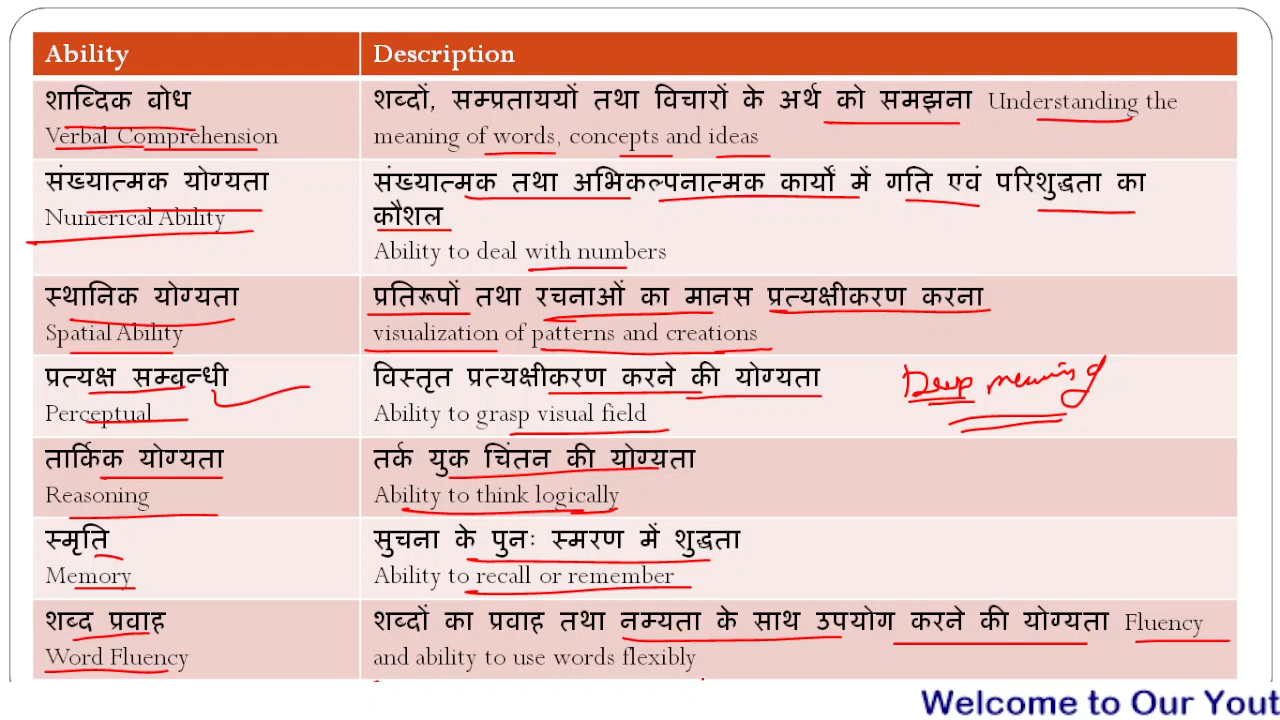 Ability Description
शाब्दिक बोध
Verbal Comprehension
शब्दों, सम्प्रताययों तथा विचारों के अर्थ को समझना Understanding the
meaning of words, concepts and ideas
संख्यात्मक योग्यता
Numerical Ability
संख्यात्मक तथा अभिकल्पनात्मक कार्यों में गति एवं परिशुद्धता का
कौशल
Ability to deal with numbers
स्थानिक योग्यता
Spatial Ability
प्रतिरूपों तथा रचनाओं का मानस प्रत्यक्षीकरण करना
visualization of patterns and creations
प्रत्यक्ष सम्बन्धी
Perceptual
विस्तृत प्रत्यक्षीकरण करने की योग्यता
Ability to grasp visual field
Deep meaning
तार्किक योग्यता
Reasoning
तर्क युक चिंतन की योग्यता
Ability to think logically
स्मृति
Memory
सुचना के पुनः स्मरण में शुद्धता
Ability to recall or remember
शब्द प्रवाह
Word Fluency
शब्दों का प्रवाह तथा नम्यता के साथ उपयोग करने की योग्यता Fluency
and ability to use words flexibly
Welcome to Our Yout